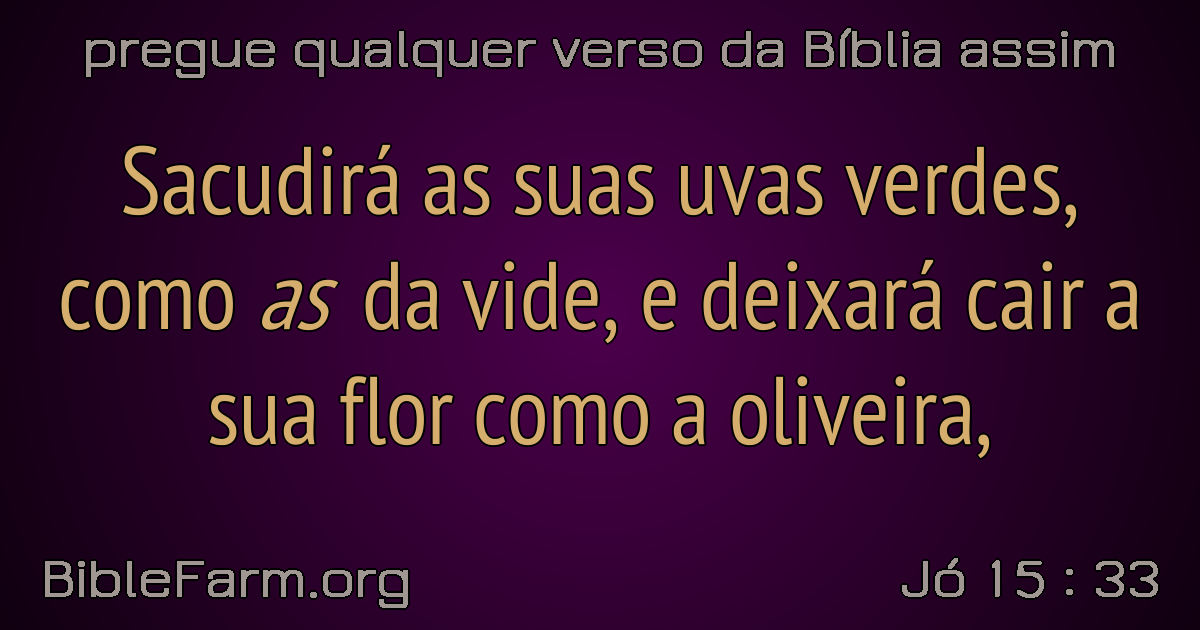 pregue qualquer verso da Bíblia assim
Sacudirá as suas uvas verdes,
como as da vide, e deixará cair a
sua flor como a oliveira,
BibleFarm.org
Jó 15 : 33